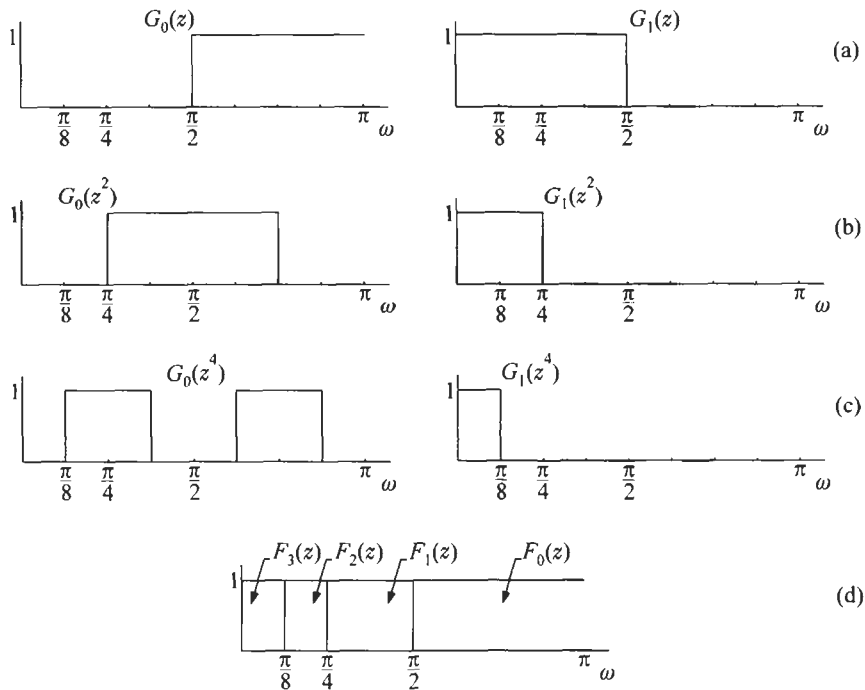 G₀(z) G₁(z)
1 1 (a)
π/8 π/4 π/2 π ω π/8 π/4 π/2 π ω
G₀(z²) G₁(z²)
1 1 (b)
π/8 π/4 π/2 π ω π/8 π/4 π/2 π ω
G₀(z⁴) G₁(z⁴)
1 1 (c)
π/8 π/4 π/2 π ω π/8 π/4 π/2 π ω
F₃(z) F₂(z) F₁(z) F₀(z)
1 (d)
π/8 π/4 π/2 π ω